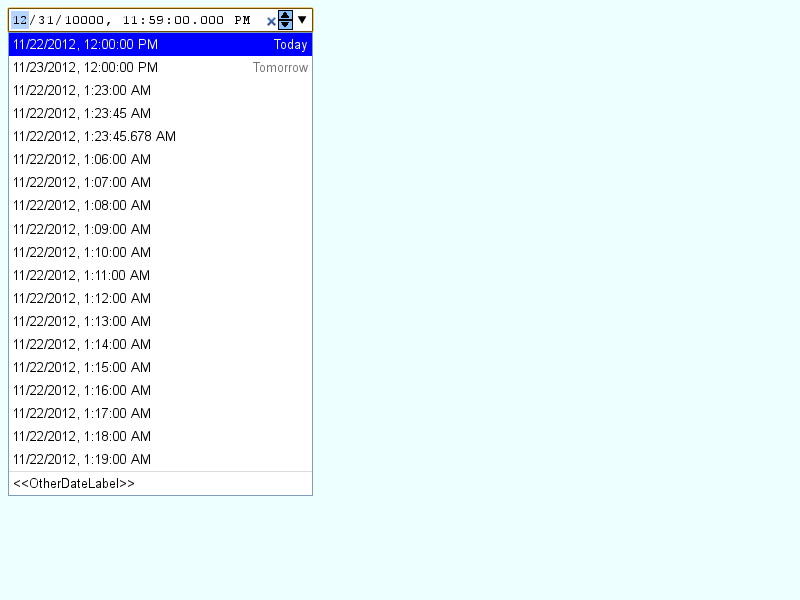 12/31/10000, 11:59:00.000 PM
11/22/2012, 12:00:00 PM Today
11/23/2012, 12:00:00 PM Tomorrow
11/22/2012, 1:23:00 AM
11/22/2012, 1:23:45 AM
11/22/2012, 1:23:45.678 AM
11/22/2012, 1:06:00 AM
11/22/2012, 1:07:00 AM
11/22/2012, 1:08:00 AM
11/22/2012, 1:09:00 AM
11/22/2012, 1:10:00 AM
11/22/2012, 1:11:00 AM
11/22/2012, 1:12:00 AM
11/22/2012, 1:13:00 AM
11/22/2012, 1:14:00 AM
11/22/2012, 1:15:00 AM
11/22/2012, 1:16:00 AM
11/22/2012, 1:17:00 AM
11/22/2012, 1:18:00 AM
11/22/2012, 1:19:00 AM
<<OtherDateLabel>>